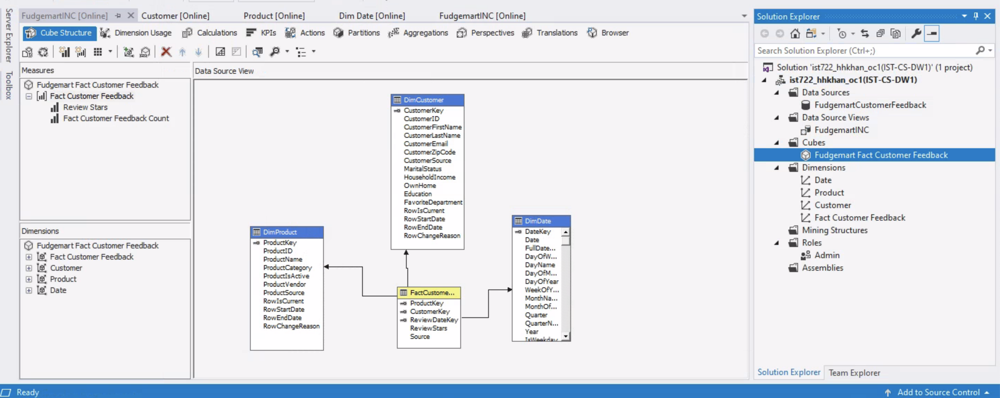 Server Explorer
Toolbox
FudgemartINC [Online]
Customer [Online]
Product [Online]
Dim Date [Online]
FudgemartINC [Online]
Cube Structure
Dimension Usage
Calculations
KPIs
Actions
Partitions
Aggregations
Perspectives
Translations
Browser
Measures
Fudgemart Fact Customer Feedback
Fact Customer Feedback
Review Stars
Fact Customer Feedback Count
Dimensions
Fudgemart Fact Customer Feedback
Fact Customer Feedback
Customer
Product
Date
Data Source View
DimCustomer
CustomerKey
CustomerID
CustomerFirstName
CustomerLastName
CustomerEmail
CustomerZipCode
CustomerSource
MaritalStatus
HouseholdIncome
OwnHome
Education
FavoriteDepartment
RowIsCurrent
RowStartDate
RowEndDate
RowChangeReason
DimProduct
ProductKey
ProductID
ProductName
ProductCategory
ProductIsActive
ProductVendor
ProductSource
RowIsCurrent
RowStartDate
RowEndDate
RowChangeReason
FactCustome...
ProductKey
CustomerKey
ReviewDateKey
ReviewStars
Source
DimDate
DateKey
Date
FullDate...
DayOfW...
DayName
DayOfM...
DayOfYear
WeekOfY...
MonthNa...
MonthOf...
Quarter
QuarterN...
Year
IsWeekday
Solution Explorer
Search Solution Explorer (Ctrl+;)
Solution 'ist722_hhkhan_oc1(IST-CS-DW1)' (1 project)
ist722_hhkhan_oc1(IST-CS-DW1)
Data Sources
FudgemartCustomerFeedback
Data Source Views
FudgemartINC
Cubes
Fudgemart Fact Customer Feedback
Dimensions
Date
Product
Customer
Fact Customer Feedback
Mining Structures
Roles
Admin
Assemblies
Solution Explorer
Team Explorer
Ready
Add to Source Control